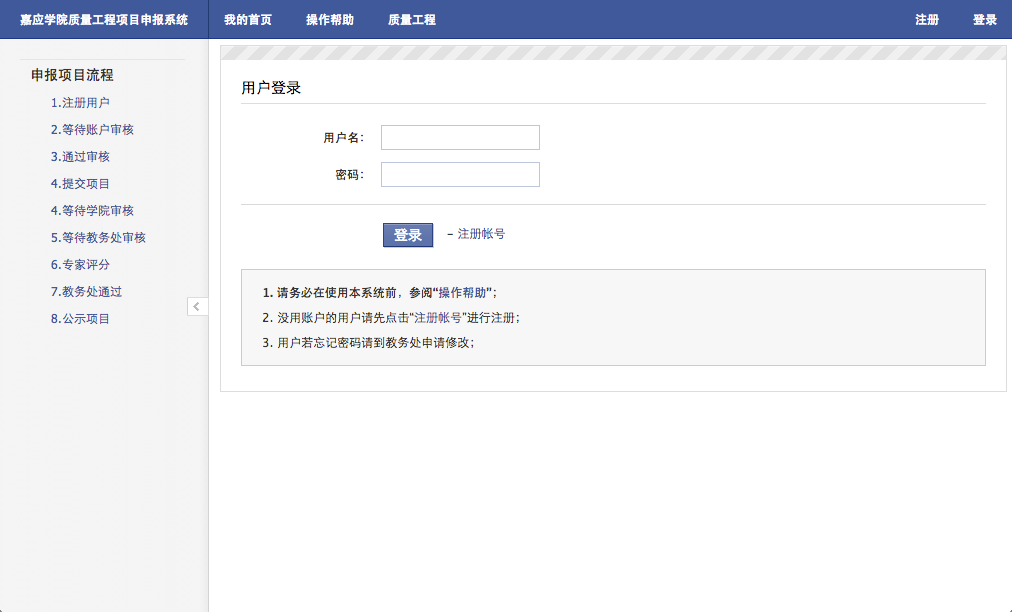 嘉应学院质量工程项目申报系统 我的首页 操作帮助 质量工程 注册 登录
申报项目流程
1.注册用户
2.等待账户审核
3.通过审核
4.提交项目
4.等待学院审核
5.等待教务处审核
6.专家评分
7.教务处通过
8.公示项目
用户登录
用户名：
密码：
登录 – 注册帐号
1. 请务必在使用本系统前，参阅“操作帮助”；
2. 没用账户的用户请先点击“注册帐号”进行注册；
3. 用户若忘记密码请到教务处申请修改；